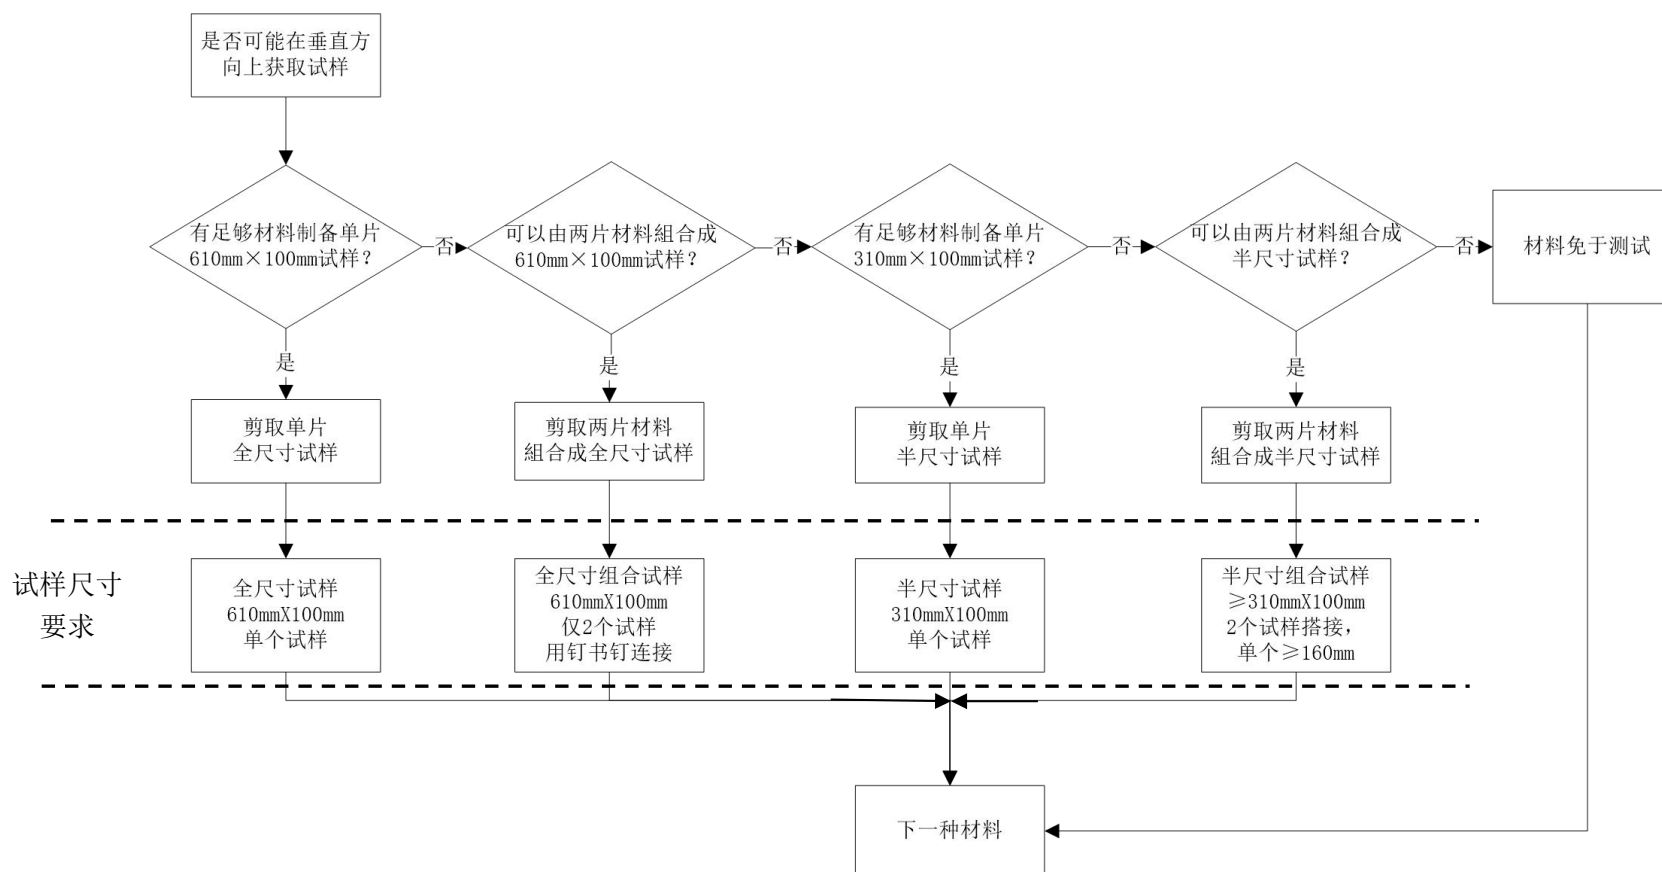 是否可能在垂直方
向上获取试样
有足够材料制备单片
610mm×100mm试样?
否
可以由两片材料組合成
610mm×100mm试样?
否
有足够材料制备单片
310mm×100mm试样?
否
可以由两片材料組合成
半尺寸试样?
否
材料免于测试
是
是
是
是
剪取单片
全尺寸试样
剪取两片材料
組合成全尺寸试样
剪取单片
半尺寸试样
剪取两片材料
組合成半尺寸试样
试样尺寸
要求
全尺寸试样
610mmX100mm
单个试样
全尺寸组合试样
610mmX100mm
仅2个试样
用钉书钉连接
半尺寸试样
310mmX100mm
单个试样
半尺寸组合试样
≥310mmX100mm
2个试样搭接,
单个≥160mm
下一种材料